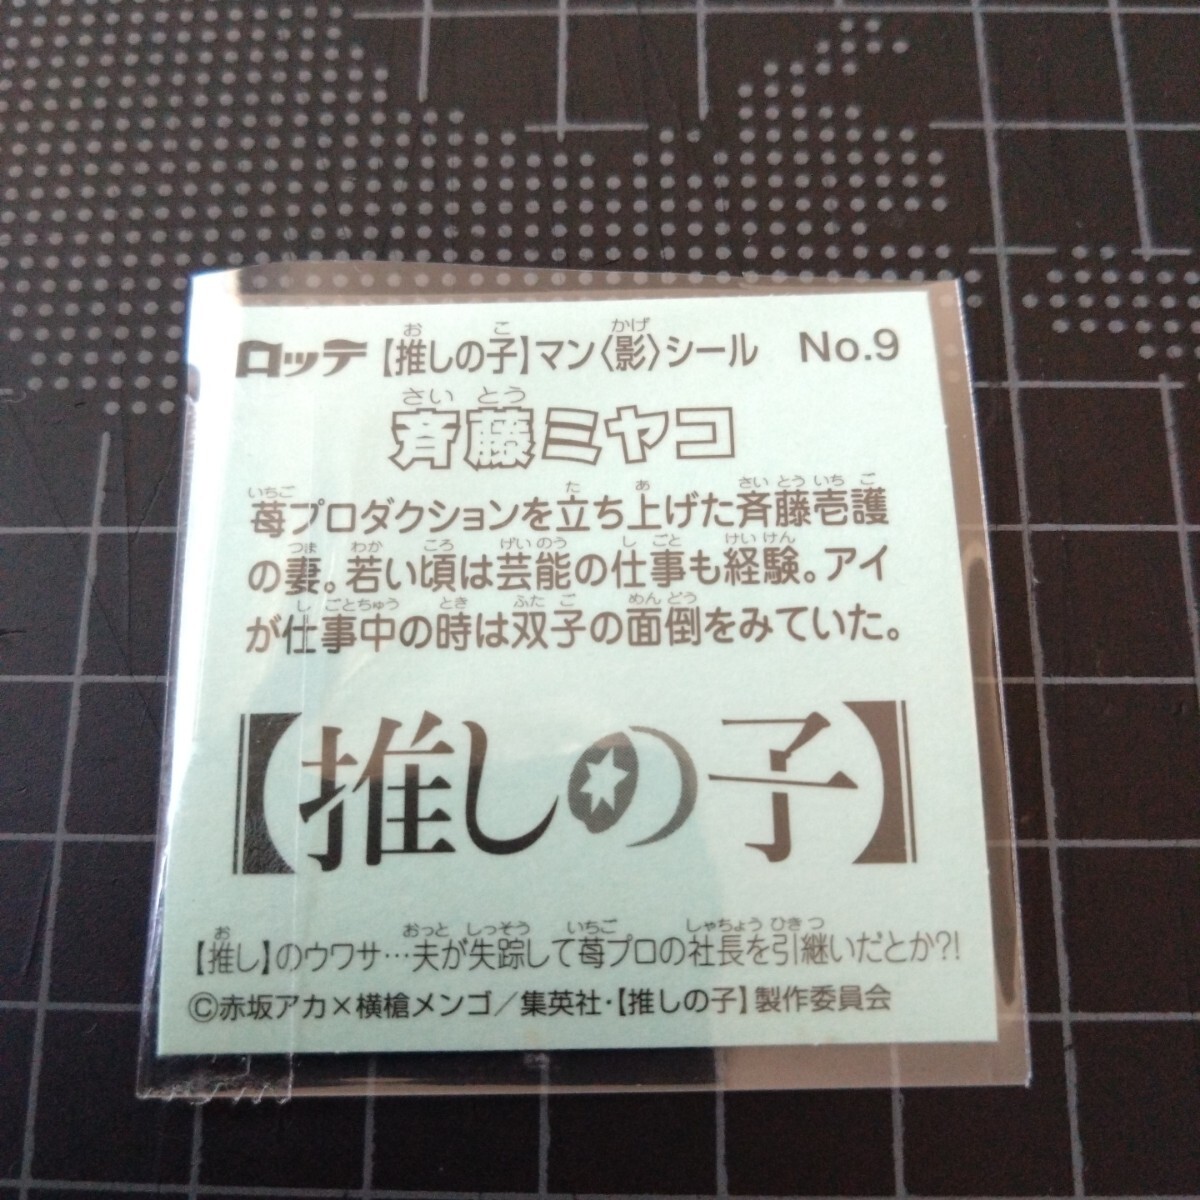 ロッテ 【推しの子】マン〈影〉シール No.9
斉藤ミヤコ
苺プロダクションを立ち上げた斉藤壱護
の妻。若い頃は芸能の仕事も経験。アイ
が仕事中の時は双子の面倒をみていた。
【推しの子】
【推し】のウワサ…夫が失踪して苺プロの社長を引継いだとか?!
©赤坂アカ×横槍メンゴ/集英社・【推しの子】製作委員会